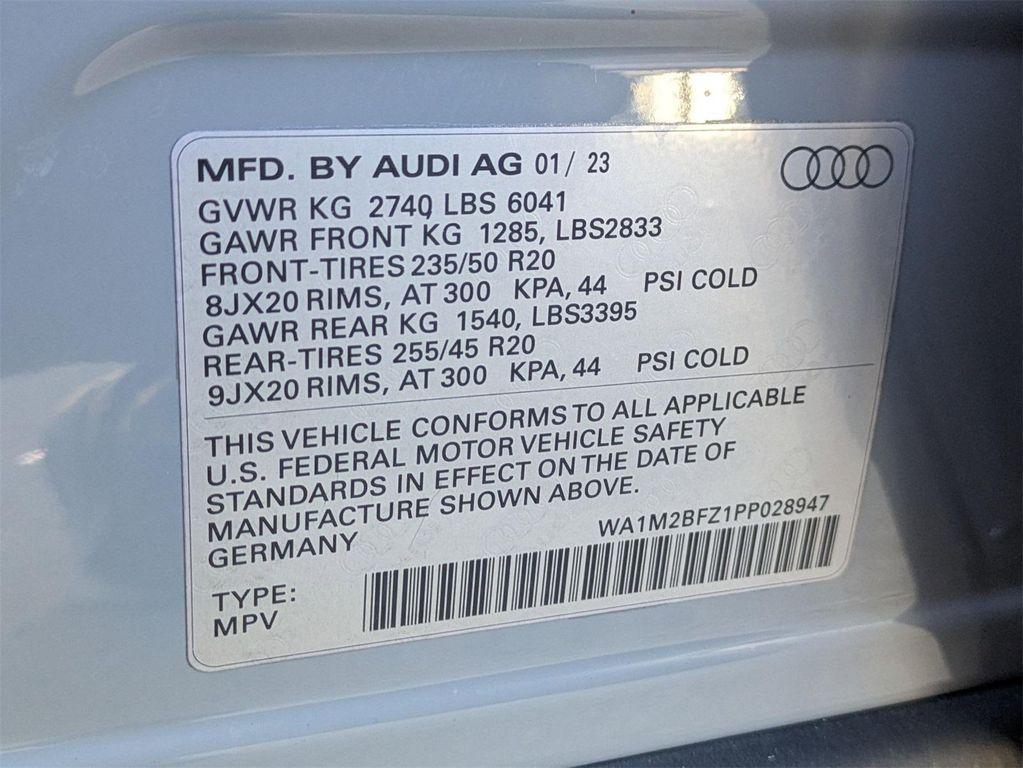 MFD. BY AUDI AG 01/ 23
GVWR KG 2740 LBS 6041
GAWR FRONT KG 1285, LBS2833
FRONT-TIRES 235/50 R20
8JX20 RIMS, AT 300 KPA, 44 PSI COLD
GAWR REAR KG 1540, LBS3395
REAR-TIRES 255/45 R20
9JX20 RIMS, AT 300 KPA, 44 PSI COLD
THIS VEHICLE CONFORMS TO ALL APPLICABLE
U.S. FEDERAL MOTOR VEHICLE SAFETY
STANDARDS IN EFFECT ON THE DATE OF
MANUFACTURE SHOWN ABOVE.
GERMANY
WA1M2BFZ1PP028947
TYPE:
MPV